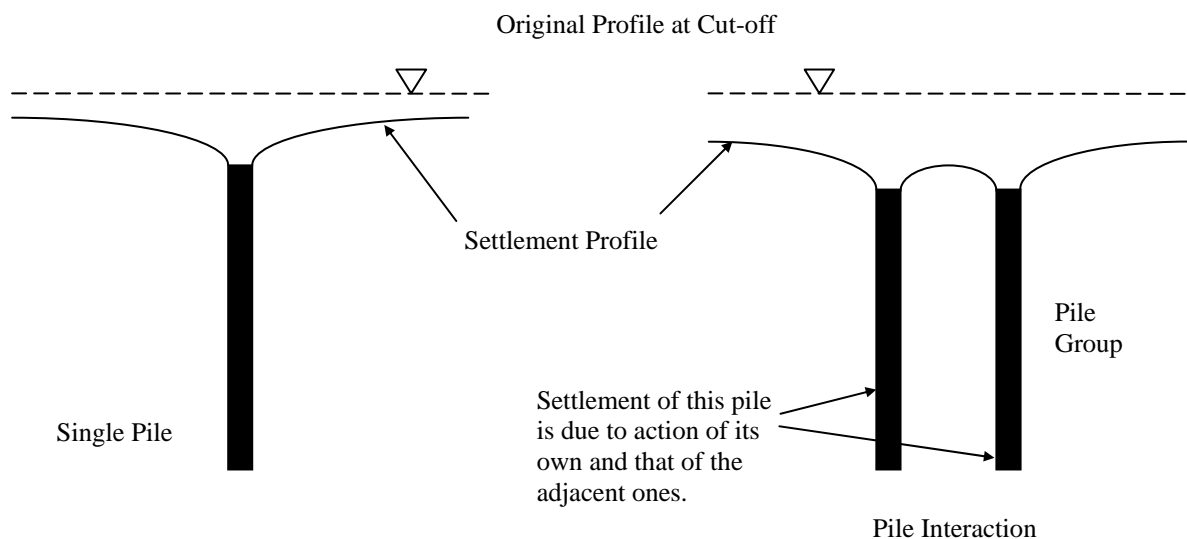 Original Profile at Cut-off
Settlement Profile
Pile
Group
Single Pile
Settlement of this pile
is due to action of its
own and that of the
adjacent ones.
Pile Interaction